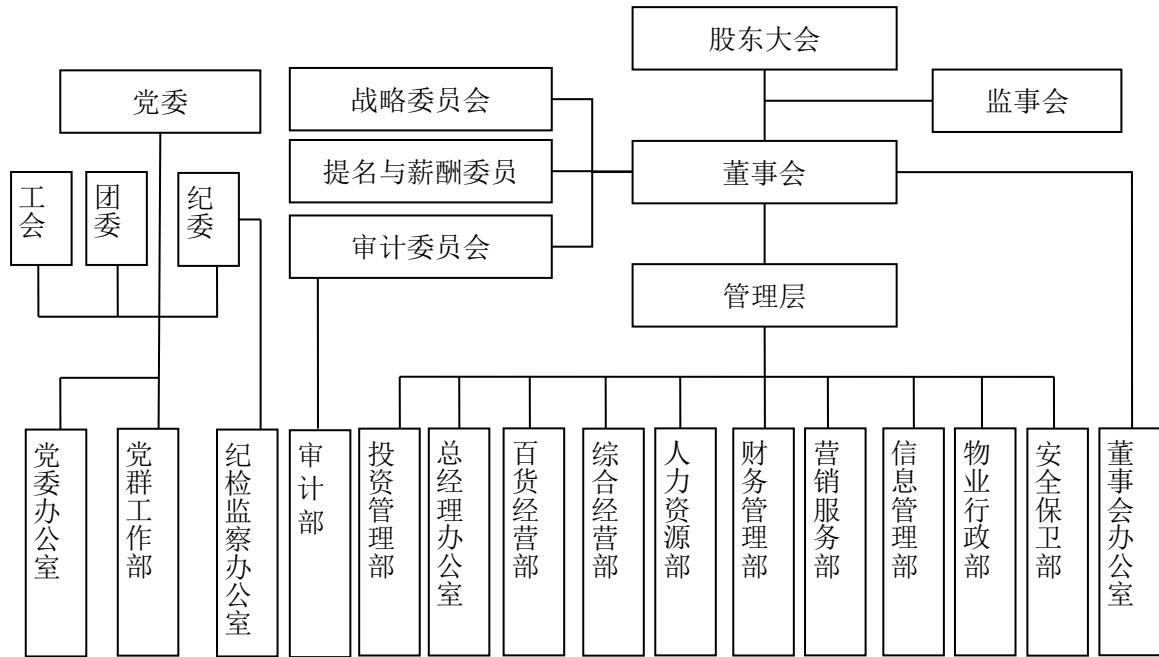 股东大会
党委
战略委员会
监事会
提名与薪酬委员
董事会
工会
团委
纪委
审计委员会
管理层
党委办公室
党群工作部
纪检监察办公室
审计部
投资管理部
总经理办公室
百货经营部
综合经营部
人力资源部
财务管理部
营销服务部
信息管理部
物业行政部
安全保卫部
董事会办公室